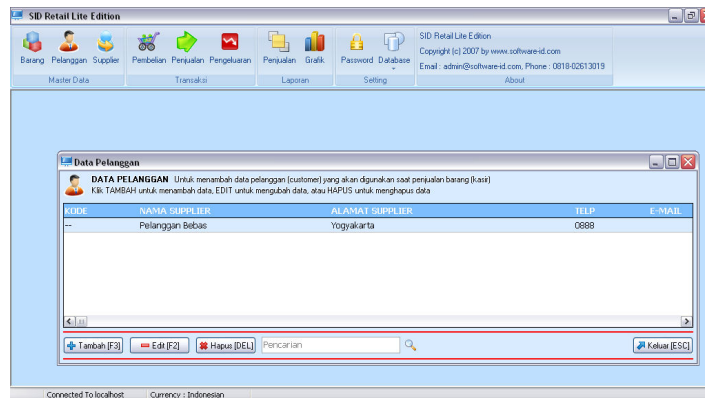 SID Retail Lite Edition
Barang Pelanggan Supplier Pembelian Penjualan Pengeluaran Penjualan Grafik Password Database
Master Data Transaksi Laporan Setting About
SID Retail Lite Edition
Copyright (c) 2007 by www.software-id.com
Email : admin@software-id.com, Phone : 0818-02613019
Data Pelanggan
DATA PELANGGAN Untuk menambah data pelanggan (customer) yang akan digunakan saat penjualan barang (kasir)
Klik TAMBAH untuk menambah data, EDIT untuk mengubah data, atau HAPUS untuk menghapus data
KODE NAMA SUPPLIER ALAMAT SUPPLIER TELP E-MAIL
-- Pelanggan Bebas Yogyakarta 0888
Tambah [F3] Edit [F2] Hapus [DEL] Pencarian Keluar [ESC]
Connected To localhost Currency : Indonesian